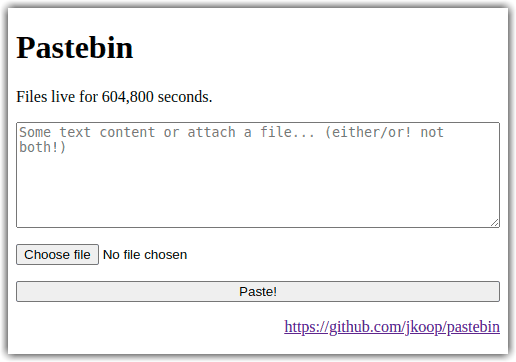 Pastebin
Files live for 604,800 seconds.
Some text content or attach a file... (either/or! not
both!)
Choose file No file chosen
Paste!
https://github.com/jkoop/pastebin